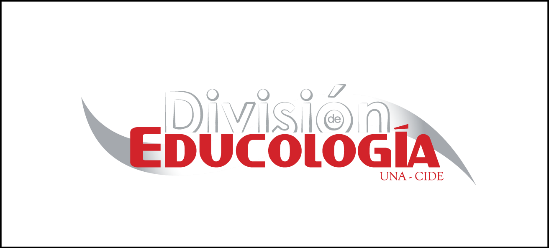 División
de
EDUCOLOGÍA
UNA - CIDE